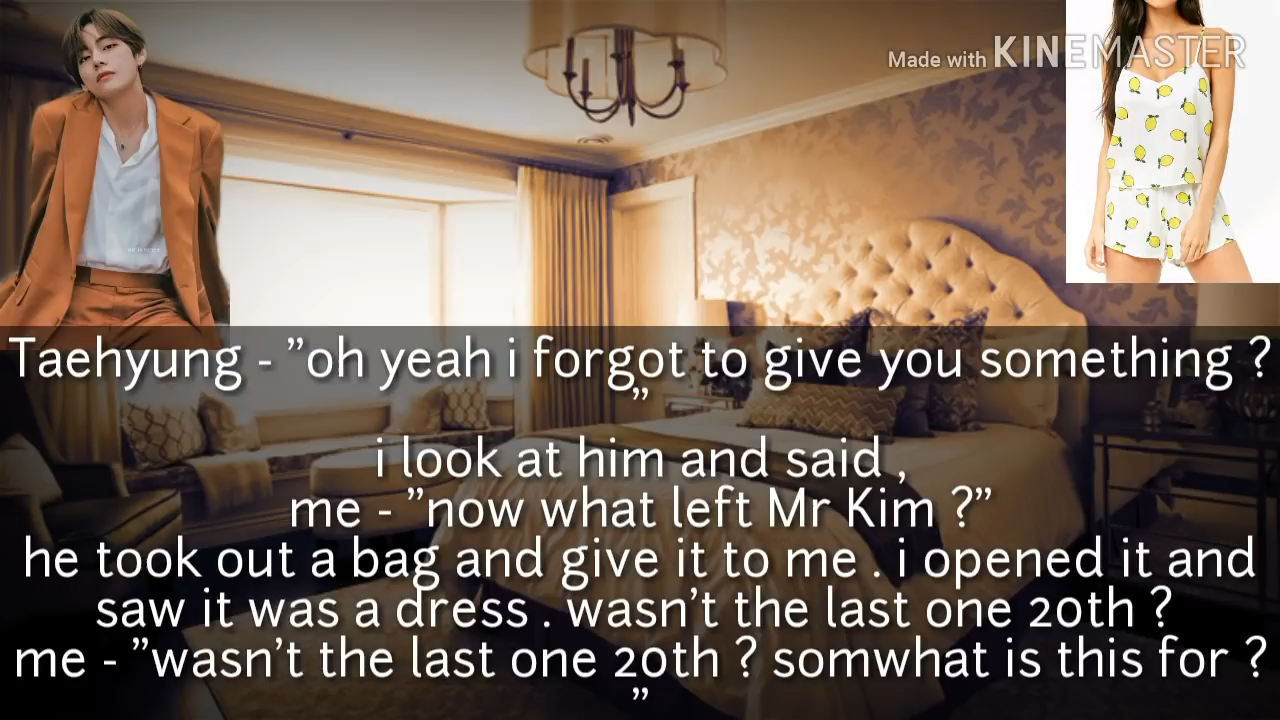 Made with KINEMASTER
Taehyung - "oh yeah i forgot to give you something ?
"
i look at him and said ,
me - "now what left Mr Kim ?"
he took out a bag and give it to me . i opened it and
saw it was a dress . wasn't the last one 20th ?
me - "wasn't the last one 20th ? somwhat is this for ?
"